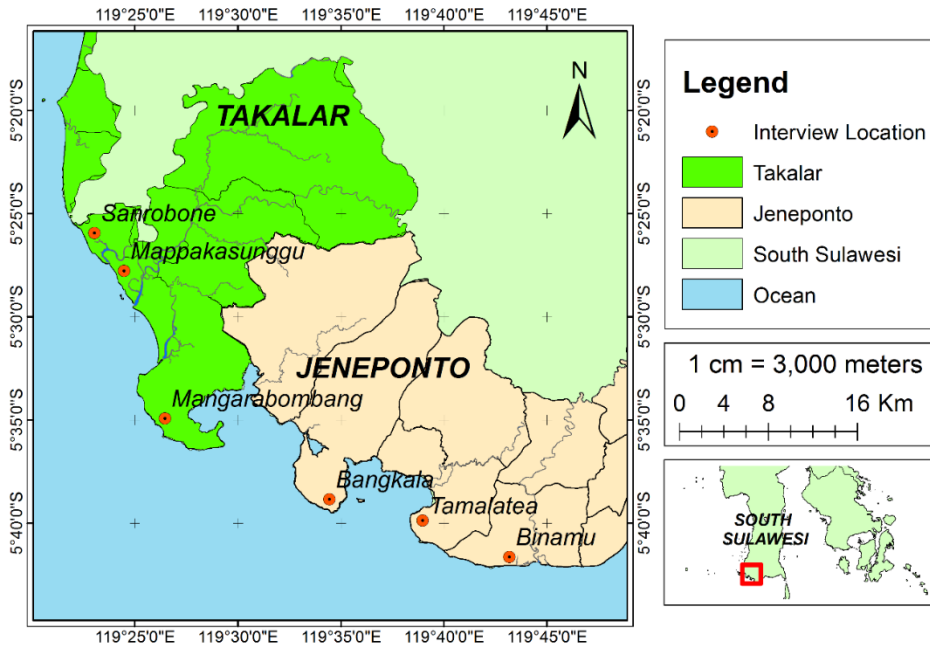 119°25'0"E 119°30'0"E 119°35'0"E 119°40'0"E 119°45'0"E
5°20'0"S
5°25'0"S
5°30'0"S
5°35'0"S
5°40'0"S
N
TAKALAR
Sanrobone
Mappakasunggu
JENEPONTO
Mangarabombang
Bangkala
Tamalatea
Binamu
5°20'0"S
5°25'0"S
5°30'0"S
5°35'0"S
5°40'0"S
119°25'0"E 119°30'0"E 119°35'0"E 119°40'0"E 119°45'0"E
Legend
Interview Location
Takalar
Jeneponto
South Sulawesi
Ocean
1 cm = 3,000 meters
0 4 8 16 Km
SOUTH
SULAWESI